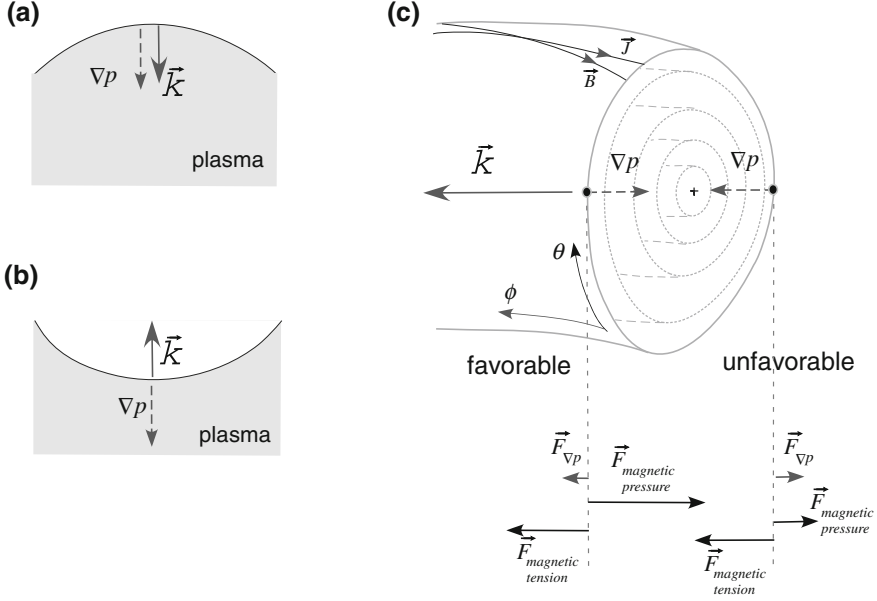 (a)
∇p
k⃗
plasma
(b)
k⃗
∇p
plasma
(c)
J⃗
B⃗
k⃗
∇p
∇p
+
θ
ϕ
favorable
unfavorable
F⃗∇p
F⃗magnetic
pressure
F⃗magnetic
tension
F⃗∇p
F⃗magnetic
pressure
F⃗magnetic
tension